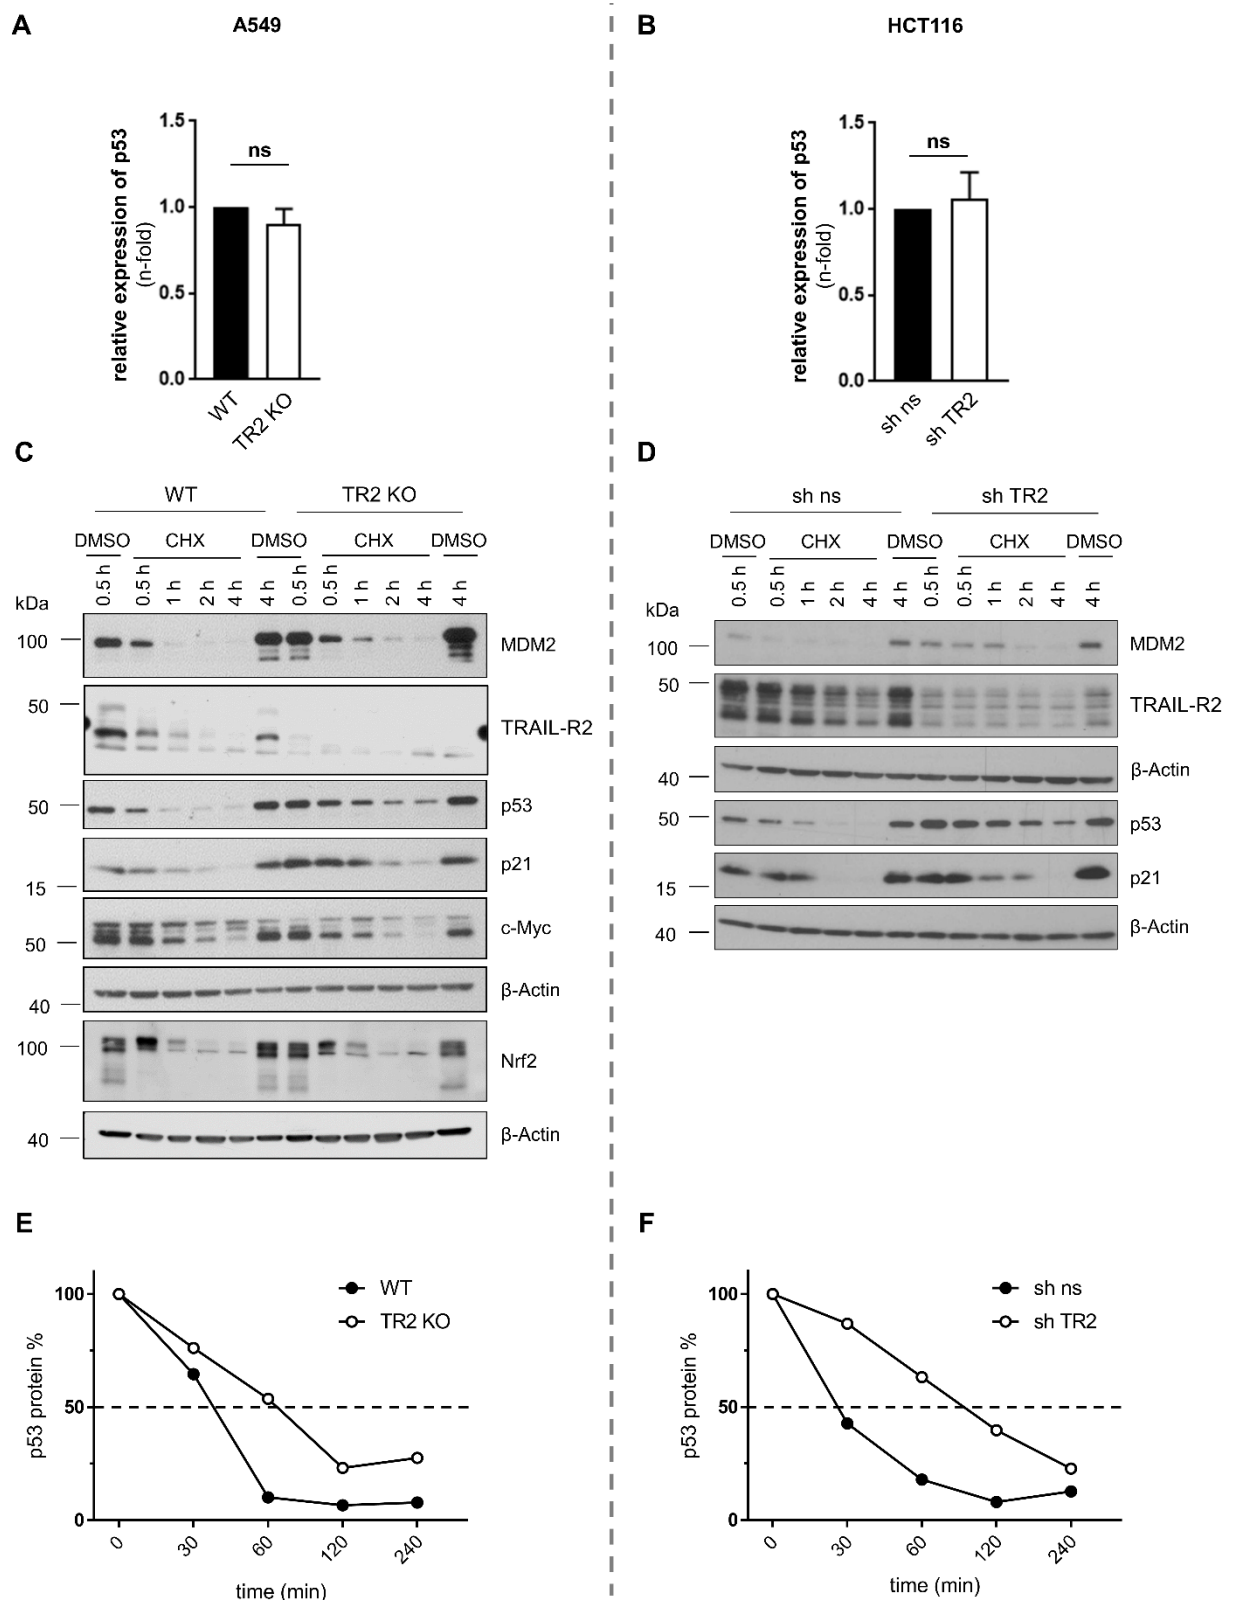 A
A549
relative expression of p53
(n-fold)
1.5
1.0
0.5
0.0
ns
WT
TR2 KO
B
HCT116
relative expression of p53
(n-fold)
1.5
1.0
0.5
0.0
ns
sh ns
sh TR2
C
WT
TR2 KO
DMSO
CHX
DMSO
CHX
DMSO
0.5 h
0.5 h
1 h
2 h
4 h
4 h
0.5 h
0.5 h
1 h
2 h
4 h
4 h
kDa
100
MDM2
50
TRAIL-R2
50
p53
15
p21
50
c-Myc
40
β-Actin
100
Nrf2
40
β-Actin
D
sh ns
sh TR2
DMSO
CHX
DMSO
CHX
DMSO
0.5 h
0.5 h
1 h
2 h
4 h
4 h
0.5 h
0.5 h
1 h
2 h
4 h
4 h
kDa
100
MDM2
50
TRAIL-R2
40
β-Actin
50
p53
15
p21
40
β-Actin
E
p53 protein %
100
50
0
WT
TR2 KO
0
30
60
120
240
time (min)
F
p53 protein %
100
50
0
sh ns
sh TR2
0
30
60
120
240
time (min)